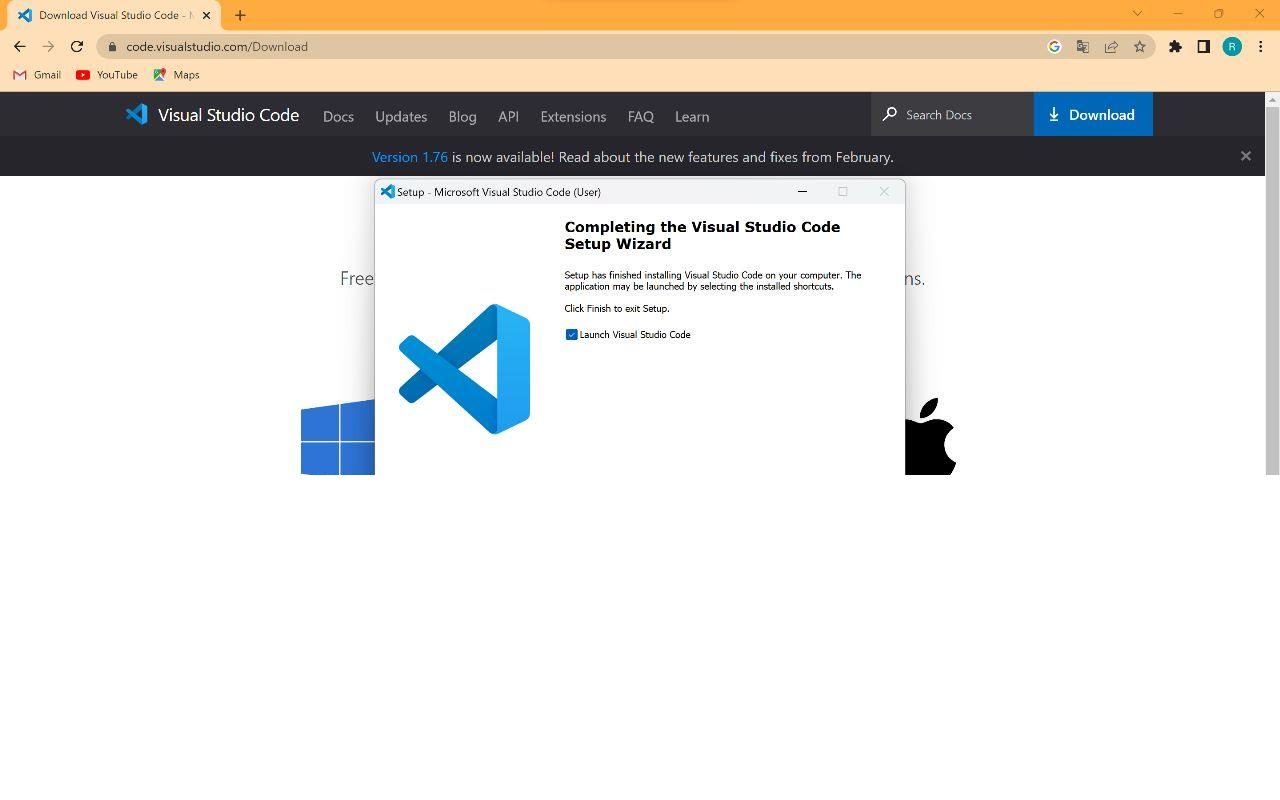 Download Visual Studio Code - M
code.visualstudio.com/Download
R
Gmail YouTube Maps
Visual Studio Code Docs Updates Blog API Extensions FAQ Learn Search Docs Download
Version 1.76 is now available! Read about the new features and fixes from February.
Setup - Microsoft Visual Studio Code (User)
Completing the Visual Studio Code
Setup Wizard
Setup has finished installing Visual Studio Code on your computer. The
application may be launched by selecting the installed shortcuts.
Free
ns.
Click Finish to exit Setup.
Launch Visual Studio Code